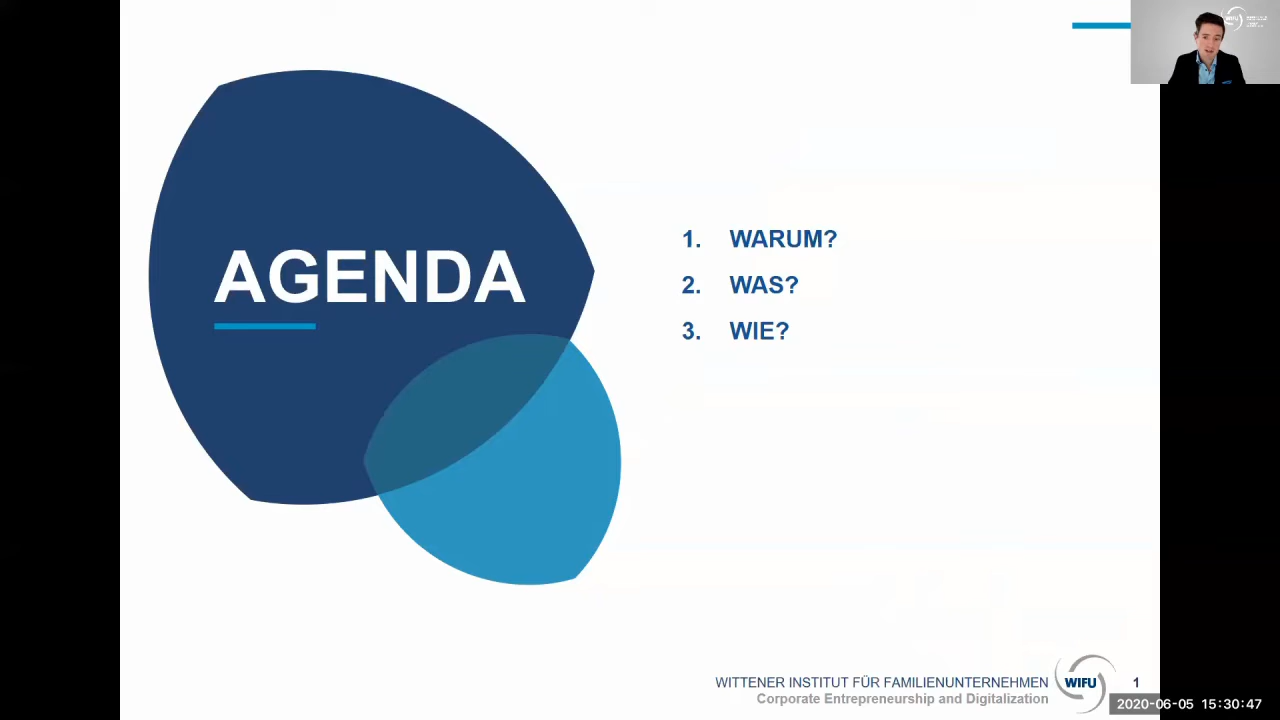 AGENDA
1. WARUM?
2. WAS?
3. WIE?
WITTENER INSTITUT FÜR FAMILIENUNTERNEHMEN
Corporate Entrepreneurship and Digitalization
WIFU
1
2020-06-05 15:30:47
WIFU